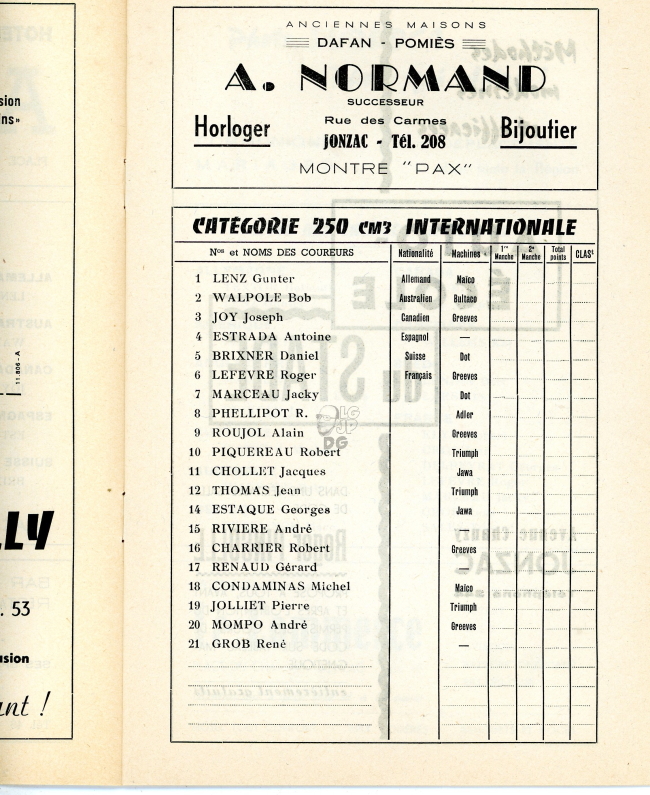 sion
ins»
11.806 - A
LLY
. 53
usion
ant !
ANCIENNES MAISONS
DAFAN - POMIÈS
A. NORMAND
SUCCESSEUR
Horloger
Rue des Carmes
JONZAC - Tél. 208
Bijoutier
MONTRE "PAX"
CATÉGORIE 250 CM3 INTERNATIONALE
Nos et NOMS DES COUREURS Nationalité Machines 1re Manche 2e Manche Total points CLASt
1 LENZ Gunter Allemand Maïco
2 WALPOLE Bob Australien Bultaco
3 JOY Joseph Canadien Greeves
4 ESTRADA Antoine Espagnol —
5 BRIXNER Daniel Suisse Dot
6 LEFEVRE Roger Français Greeves
7 MARCEAU Jacky Dot
8 PHELLIPOT R. Adler
9 ROUJOL Alain Greeves
10 PIQUEREAU Robert Triumph
11 CHOLLET Jacques Jawa
12 THOMAS Jean Triumph
14 ESTAQUE Georges Jawa
15 RIVIERE André —
16 CHARRIER Robert Greeves
17 RENAUD Gérard —
18 CONDAMINAS Michel Maïco
19 JOLLIET Pierre Triumph
20 MOMPO André Greeves
21 GROB René —